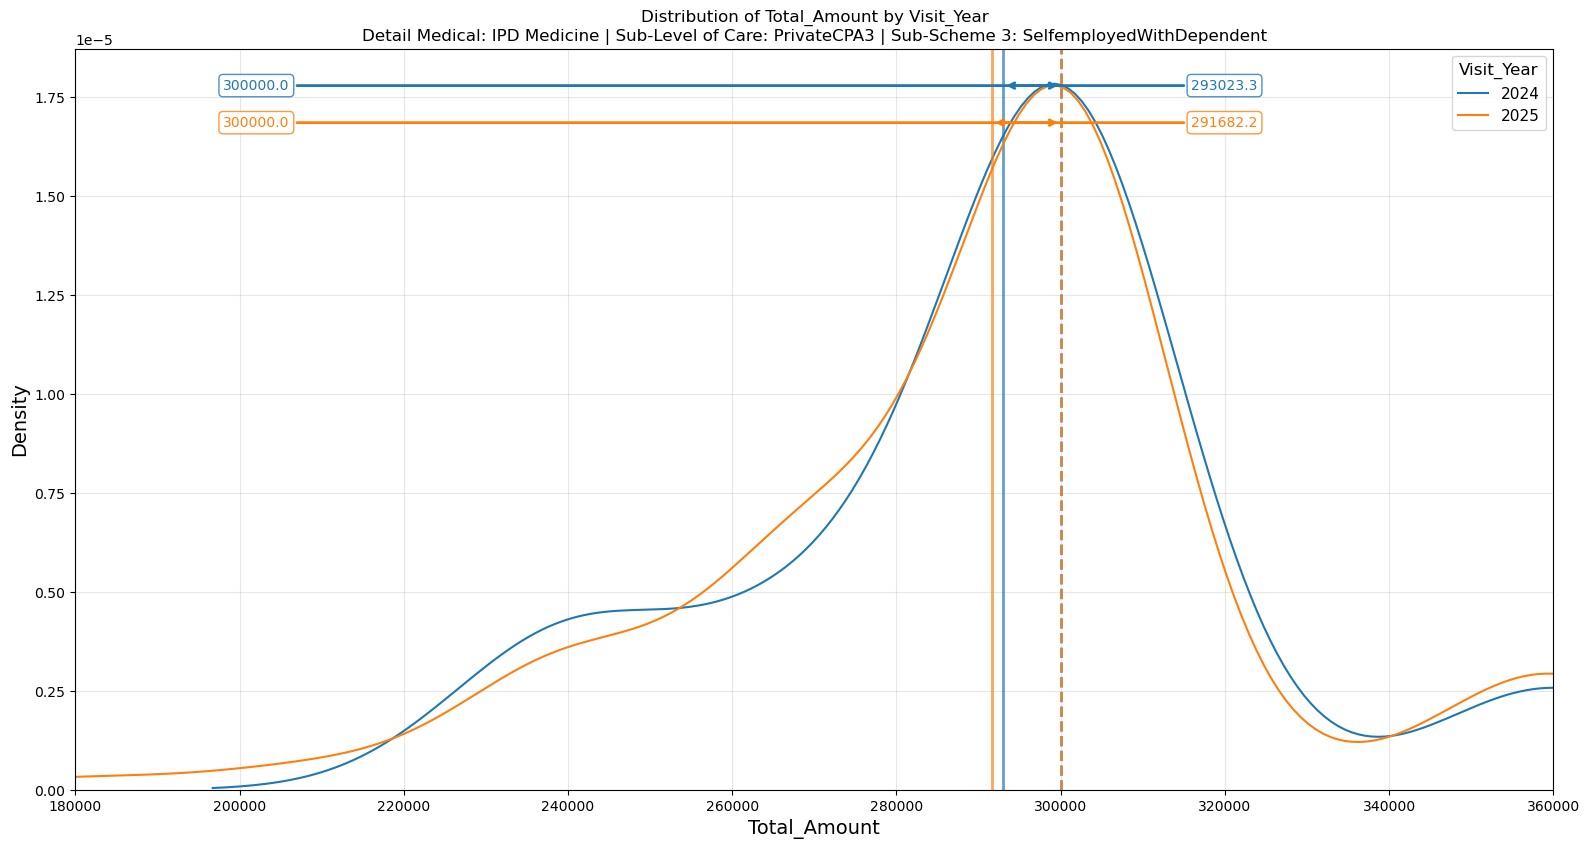 Distribution of Total_Amount by Visit_Year
Detail Medical: IPD Medicine | Sub-Level of Care: PrivateCPA3 | Sub-Scheme 3: SelfemployedWithDependent
1e−5
Visit_Year
2024
2025
300000.0
293023.3
300000.0
291682.2
1.75
1.50
1.25
1.00
0.75
0.50
0.25
0.00
Density
180000 200000 220000 240000 260000 280000 300000 320000 340000 360000
Total_Amount